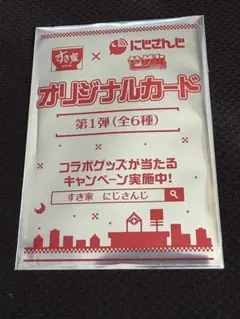 すき家 × にじさんじ
オリジナルカード
第1弾(全6種)
コラボグッズが当たる
キャンペーン実施中!
すき家 にじさんじ